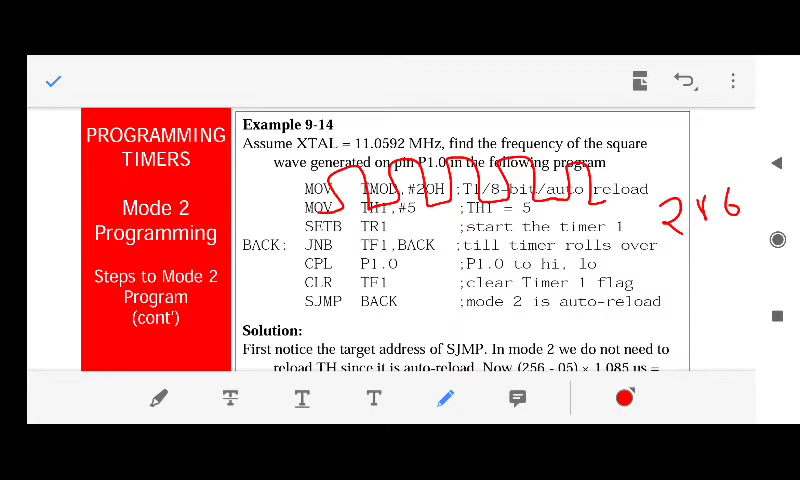 PROGRAMMING
TIMERS
Mode 2
Programming
Steps to Mode 2
Program
(cont')
Example 9-14
Assume XTAL = 11.0592 MHz, find the frequency of the square
wave generated on pin P1.0 in the following program
MOV TMOD,#20H ;T1/8-bit/auto reload
MOV TH1,#5 ;TH1 = 5
SETB TR1 ;start the timer 1
BACK: JNB TF1,BACK ;till timer rolls over
CPL P1.0 ;P1.0 to hi, lo
CLR TF1 ;clear Timer 1 flag
SJMP BACK ;mode 2 is auto-reload
Solution:
First notice the target address of SJMP. In mode 2 we do not need to
reload TH since it is auto-reload. Now (256 - 05) × 1.085 us =